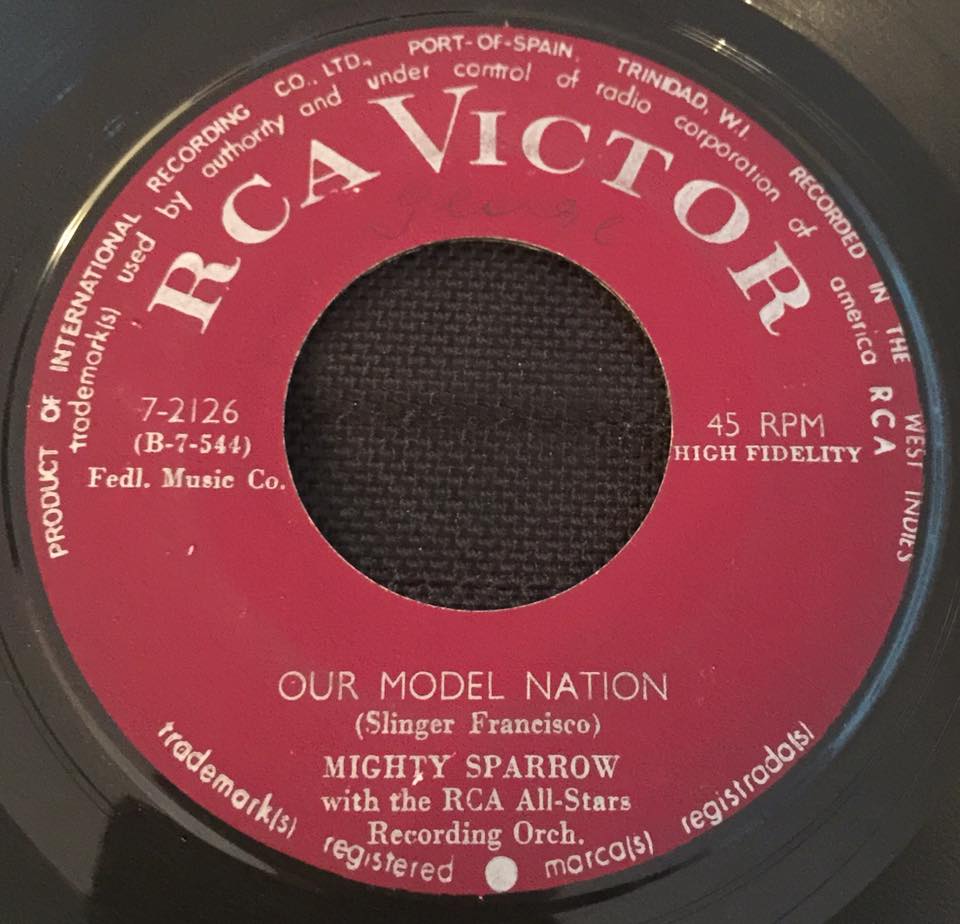 PRODUCT OF INTERNATIONAL RECORDING CO., LTD., PORT-OF-SPAIN, TRINIDAD, W.I. RECORDED IN THE WEST INDIES
trademark(s) used by authority and under control of radio corporation of america RCA
RCA VICTOR
7-2126
(B-7-544)
Fedl. Music Co.
45 RPM
HIGH FIDELITY
OUR MODEL NATION
(Slinger Francisco)
MIGHTY SPARROW
with the RCA All-Stars
Recording Orch.
trademark(s) registered marca(s) registrada(s)